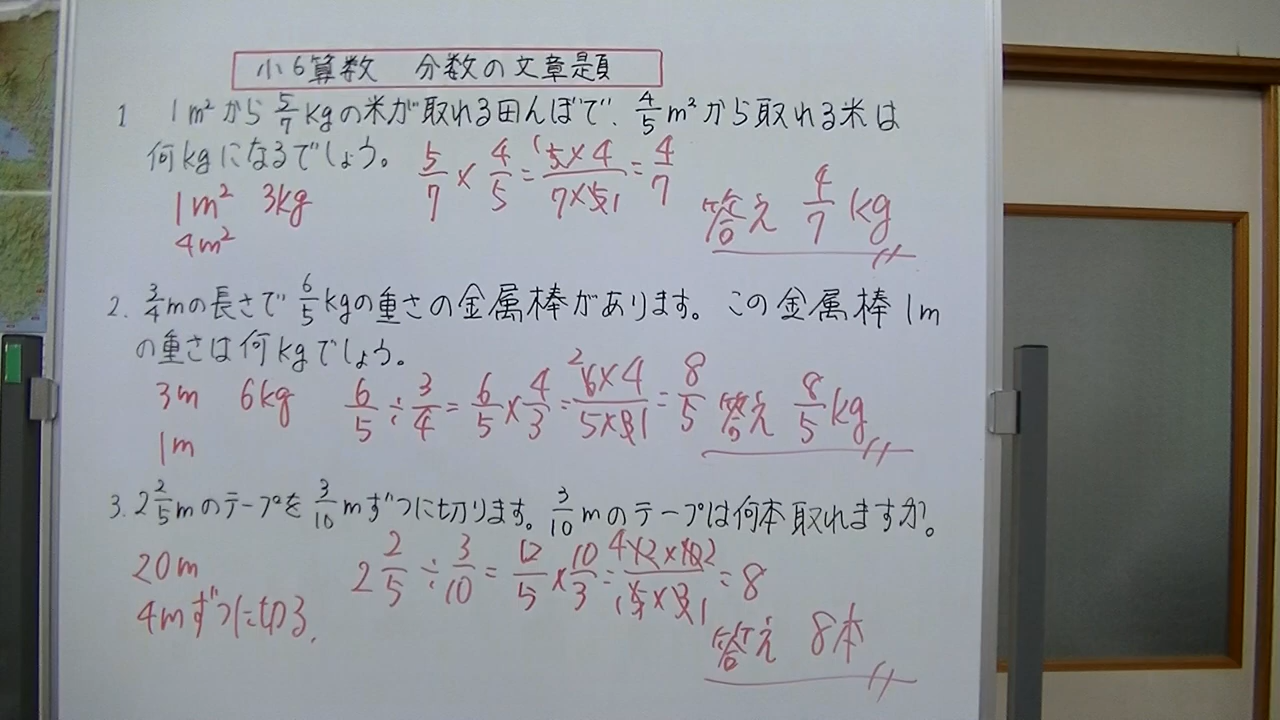 小6算数 分数の文章題
1 1m²から5/7kgの米が取れる田んぼで、4/5m²から取れる米は
何kgになるでしょう。
5/7 × 4/5 = 5×4/7×5 = 4/7
1m² 3kg
4m²
答え 4/7 kg
2. 3/4mの長さで6/5kgの重さの金属棒があります。この金属棒1m
の重さは何kgでしょう。
3m 6kg
1m
6/5 ÷ 3/4 = 6/5 × 4/3 = 6×4/5×3 = 8/5
答え 8/5 kg
3. 2 2/5mのテープを3/10mずつに切ります。3/10mのテープは何本取れますか。
20m
4mずつに切る.
2 2/5 ÷ 3/10 = 12/5 × 10/3 = 12×10/5×3 = 8
答え 8本